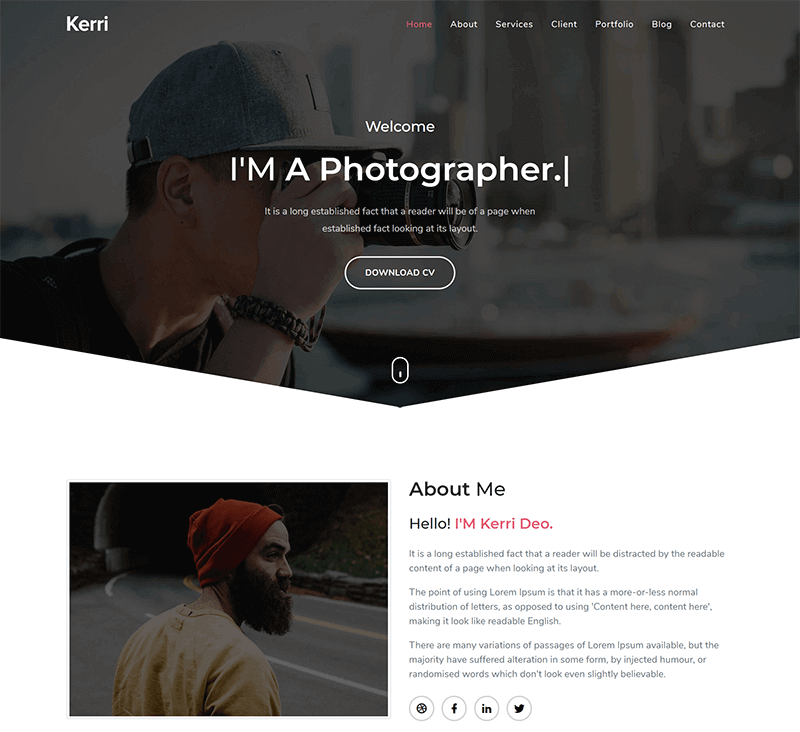 Kerri
Home About Services Client Portfolio Blog Contact
Welcome
I'M A Photographer.|
It is a long established fact that a reader will be of a page when
established fact looking at its layout.
DOWNLOAD CV
About Me
Hello! I'M Kerri Deo.
It is a long established fact that a reader will be distracted by the readable
content of a page when looking at its layout.
The point of using Lorem Ipsum is that it has a more-or-less normal
distribution of letters, as opposed to using 'Content here, content here',
making it look like readable English.
There are many variations of passages of Lorem Ipsum available, but the
majority have suffered alteration in some form, by injected humour, or
randomised words which don't look even slightly believable.